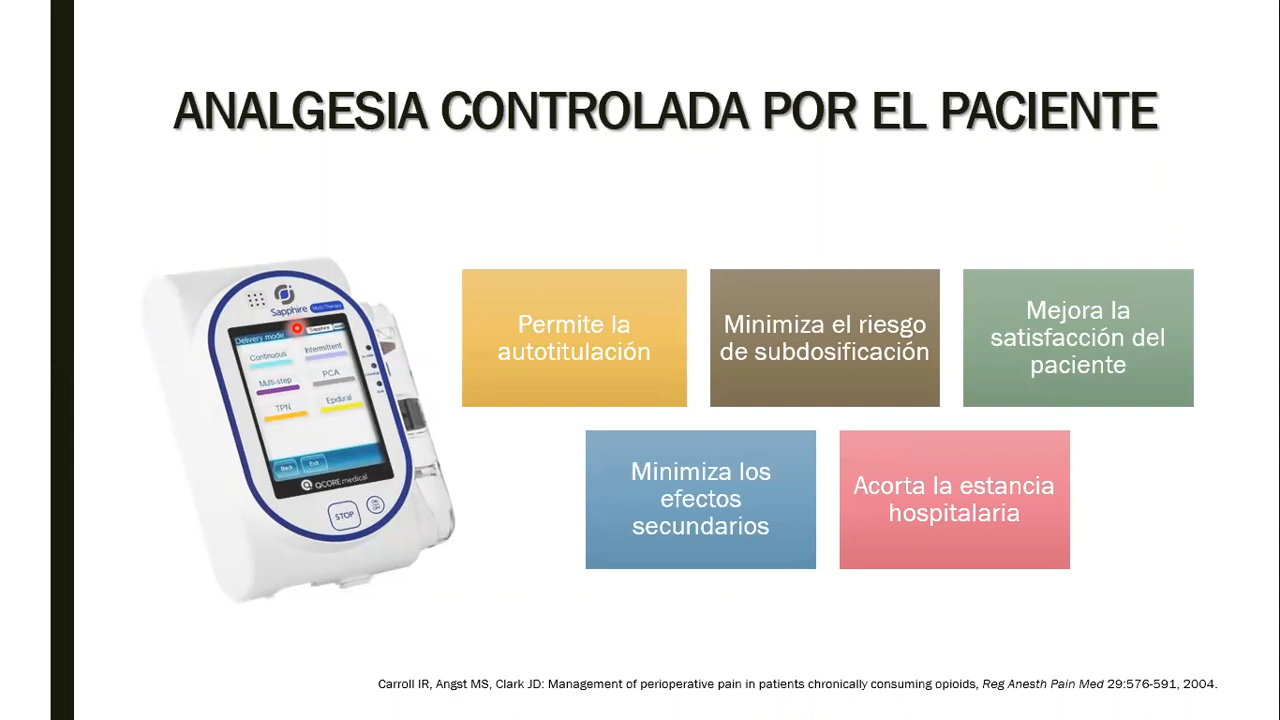 ANALGESIA CONTROLADA POR EL PACIENTE
Sapphire
Delivery mode
Sapphire
Continuous
Intermittent
Multi-step
PCA
TPN
Epidural
Back
Exit
QCORE medical
STOP
Permite la
autotitulación
Minimiza el riesgo
de subdosificación
Mejora la
satisfacción del
paciente
Minimiza los
efectos
secundarios
Acorta la estancia
hospitalaria
Carroll IR, Angst MS, Clark JD: Management of perioperative pain in patients chronically consuming opioids, Reg Anesth Pain Med 29:576-591, 2004.